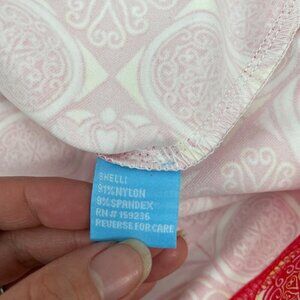 SHELL:
91%NYLON
9%SPANDEX
RN# 159236
REVERSE FOR CARE